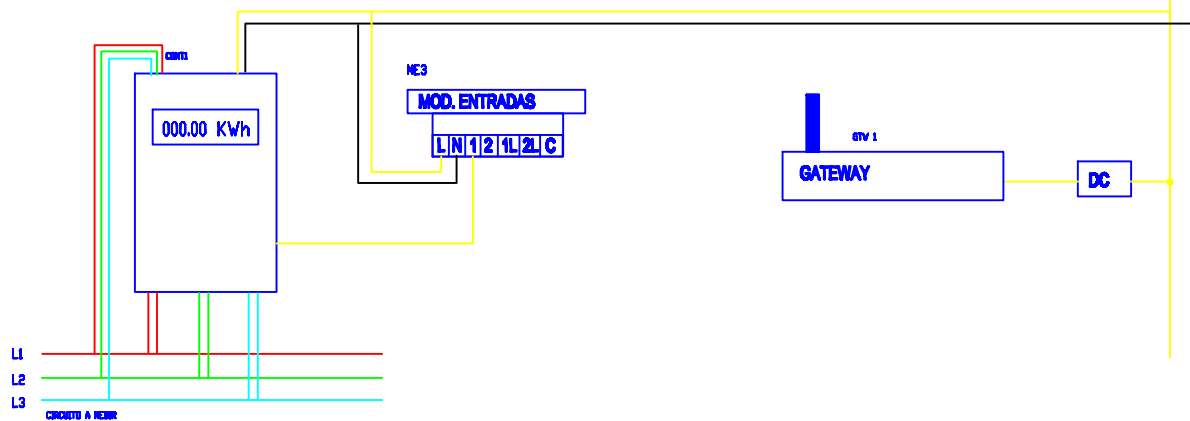 CONT1
ME3
MOD. ENTRADAS
000.00 KWh
L N 1 2 1L 2L C
GTW 1
GATEWAY
DC
L1
L2
L3
CIRCUITO A MEDIR